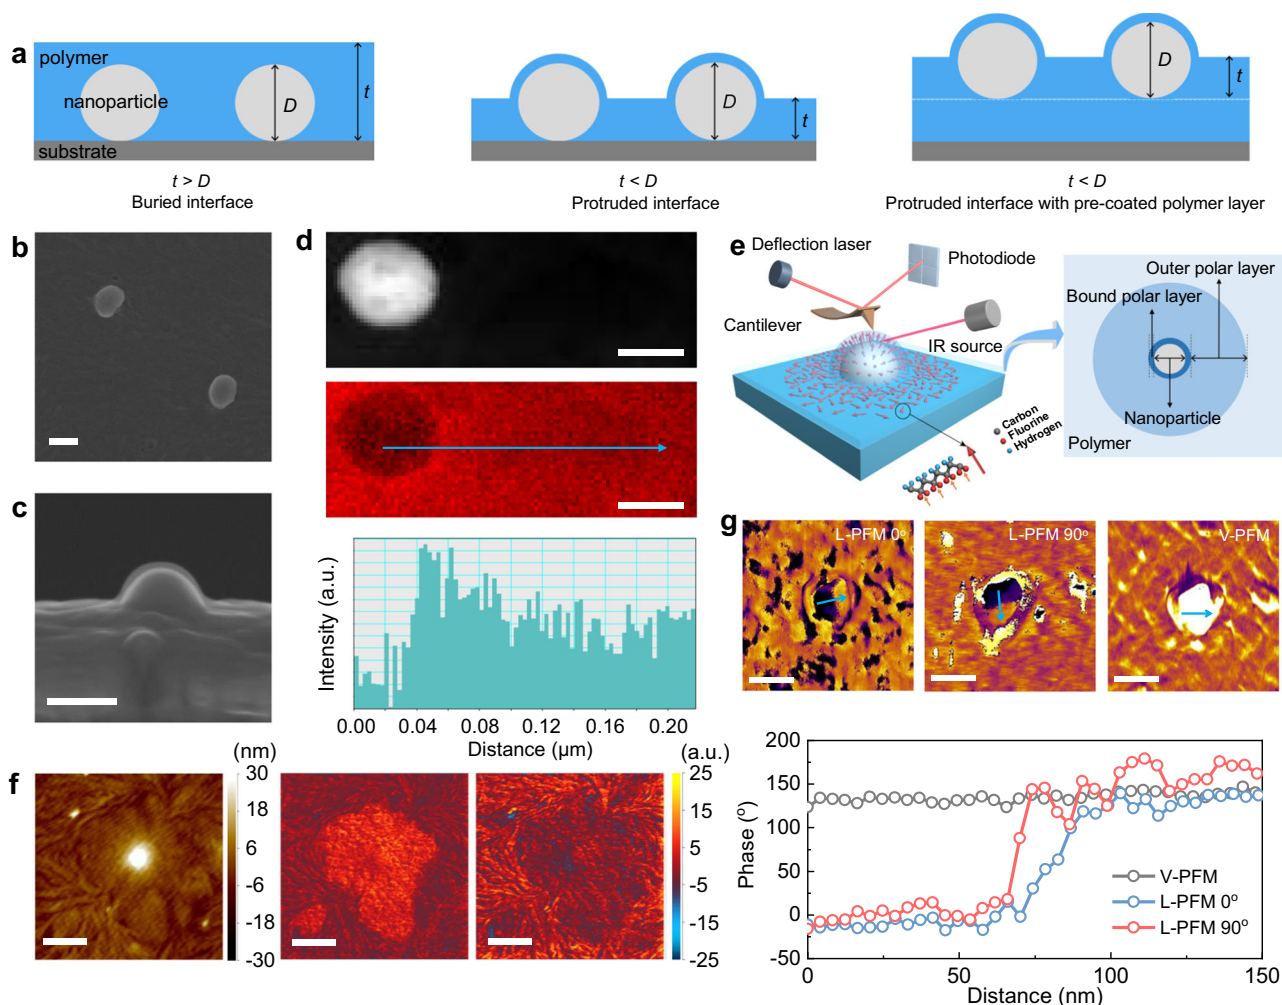 a
polymer
nanoparticle
substrate
D
t
t > D
Buried interface
D
t
t < D
Protruded interface
D
t
t < D
Protruded interface with pre-coated polymer layer
b
c
d
Intensity (a.u.)
0.00 0.04 0.08 0.12 0.16 0.20
Distance (µm)
e
Deflection laser
Photodiode
Cantilever
IR source
Carbon
Fluorine
Hydrogen
Outer polar layer
Bound polar layer
Nanoparticle
Polymer
f
(nm)
30
18
6
-6
-18
-30
(a.u.)
25
15
5
-5
-15
-25
g
L-PFM 0°
L-PFM 90°
V-PFM
Phase (°)
200
150
100
50
0
-50
V-PFM
L-PFM 0°
L-PFM 90°
0 50 100 150
Distance (nm)